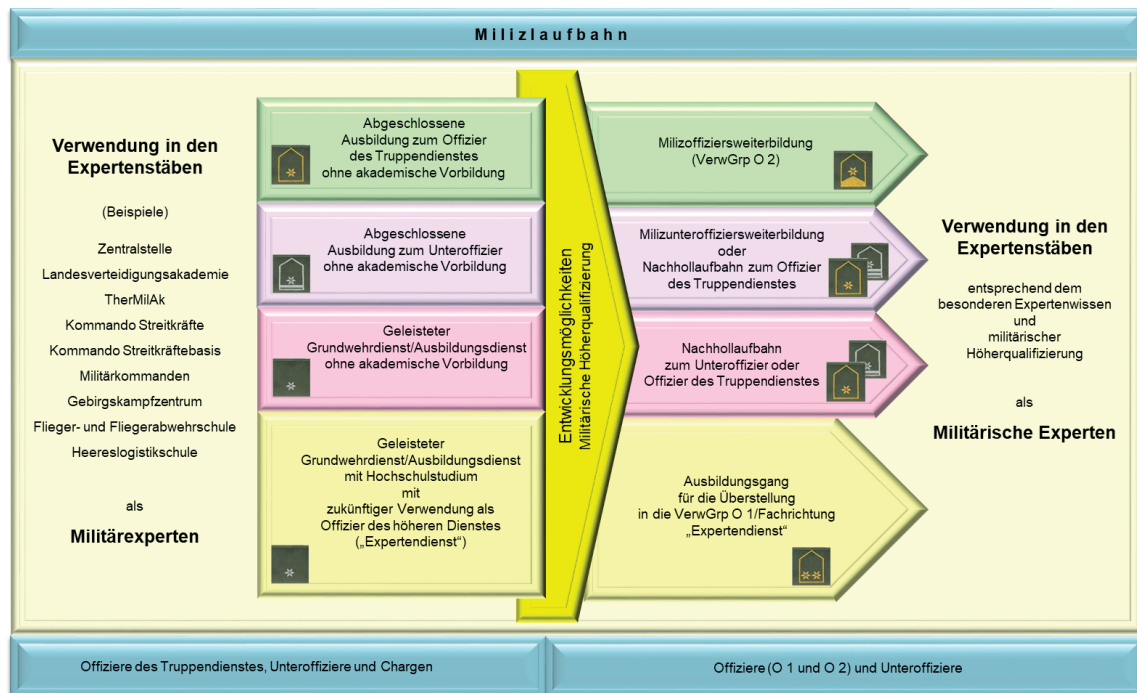 Milizlaufbahn
Verwendung in den
Expertenstäben
(Beispiele)
Zentralstelle
Landesverteidigungsakademie
TherMilAk
Kommando Streitkräfte
Kommando Streitkräftebasis
Militärkommanden
Gebirgskampfzentrum
Flieger- und Fliegerabwehrschule
Heereslogistikschule
als
Militärexperten
Abgeschlossene
Ausbildung zum Offizier
des Truppendienstes
ohne akademische Vorbildung
Abgeschlossene
Ausbildung zum Unteroffizier
ohne akademische Vorbildung
Geleisteter
Grundwehrdienst/Ausbildungsdienst
ohne akademische Vorbildung
Geleisteter
Grundwehrdienst/Ausbildungsdienst
mit Hochschulstudium
mit
zukünftiger Verwendung als
Offizier des höheren Dienstes
(„Expertendienst“)
Entwicklungsmöglichkeiten
Militärische Höherqualifizierung
Milizoffiziersweiterbildung
(VerwGrp O 2)
Milizunteroffiziersweiterbildung
oder
Nachhollaufbahn zum Offizier
des Truppendienstes
Nachhollaufbahn
zum Unteroffizier oder
Offizier des Truppendienstes
Ausbildungsgang
für die Überstellung
in die VerwGrp O 1/Fachrichtung
„Expertendienst“
Verwendung in den
Expertenstäben
entsprechend dem
besonderen Expertenwissen
und
militärischer
Höherqualifizierung
als
Militärische Experten
Offiziere des Truppendienstes, Unteroffiziere und Chargen
Offiziere (O 1 und O 2) und Unteroffiziere